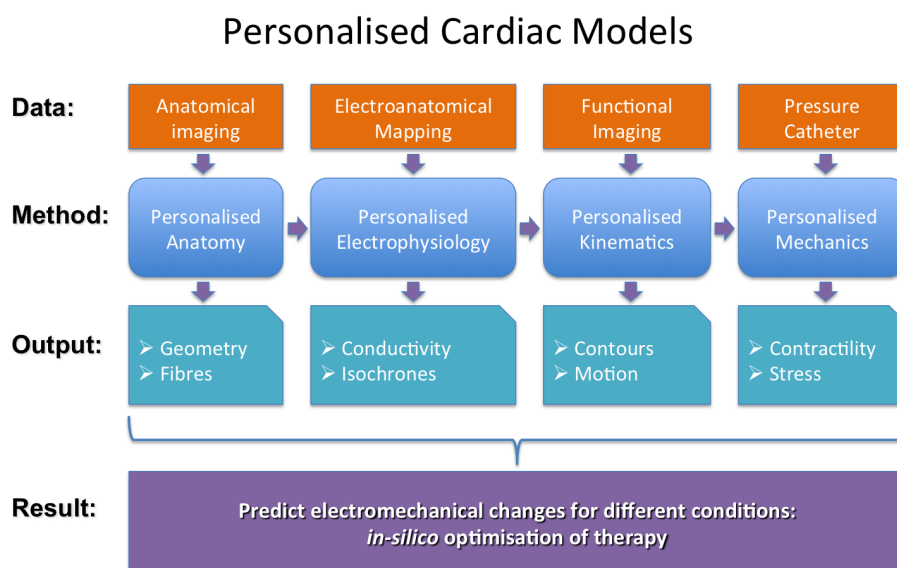 Personalised Cardiac Models
Data:
Anatomical
imaging
Electroanatomical
Mapping
Functional
Imaging
Pressure
Catheter
Method:
Personalised
Anatomy
Personalised
Electrophysiology
Personalised
Kinematics
Personalised
Mechanics
Output:
➢ Geometry
➢ Fibres
➢ Conductivity
➢ Isochrones
➢ Contours
➢ Motion
➢ Contractility
➢ Stress
Result:
Predict electromechanical changes for different conditions:
in-silico optimisation of therapy